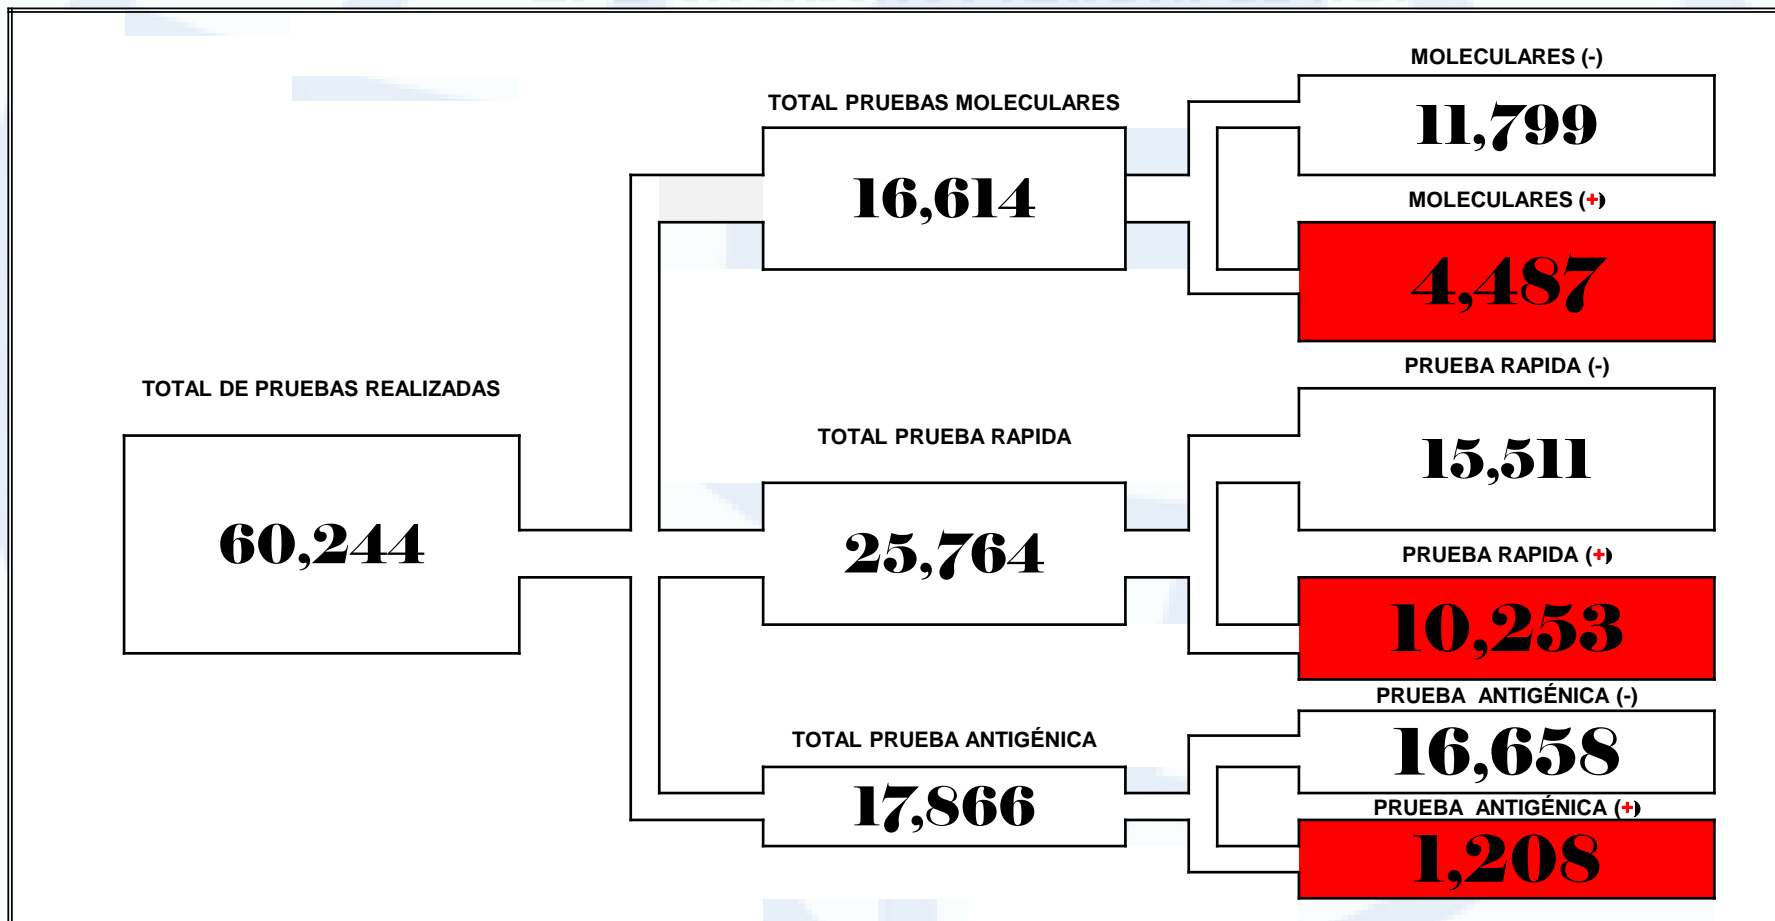 MOLECULARES (-)
11,799
TOTAL PRUEBAS MOLECULARES
16,614
MOLECULARES (+)
4,487
PRUEBA RAPIDA (-)
15,511
TOTAL DE PRUEBAS REALIZADAS
60,244
TOTAL PRUEBA RAPIDA
25,764
PRUEBA RAPIDA (+)
10,253
PRUEBA ANTIGÉNICA (-)
16,658
TOTAL PRUEBA ANTIGÉNICA
17,866
PRUEBA ANTIGÉNICA (+)
1,208